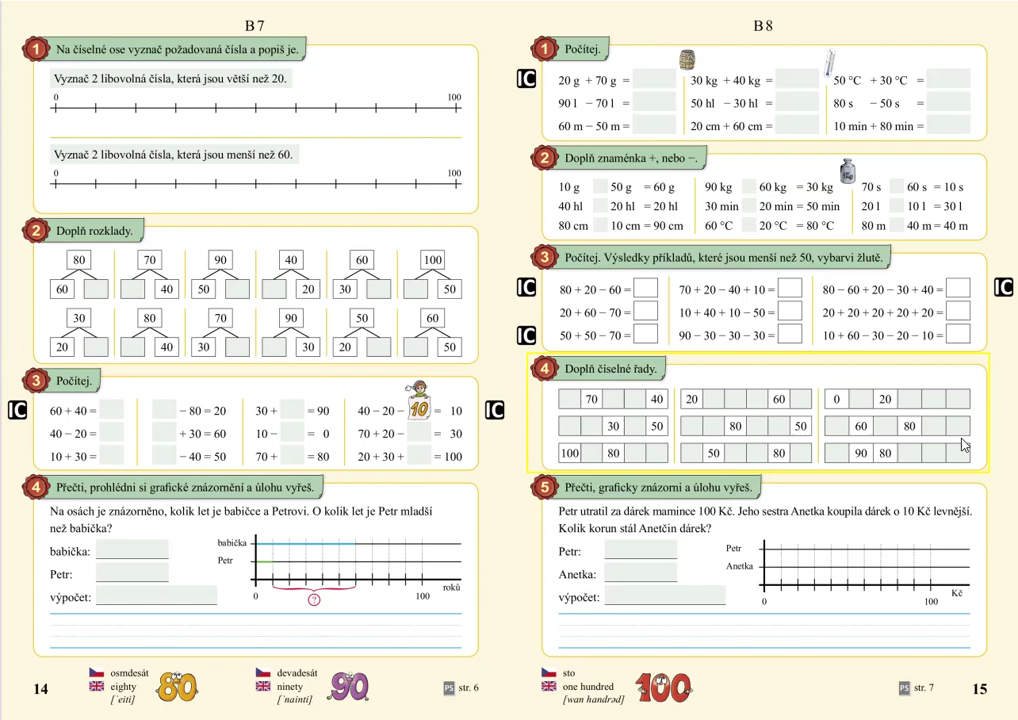 B 7
1 Na číselné ose vyznač požadovaná čísla a popiš je.
Vyznač 2 libovolná čísla, která jsou větší než 20.
0 100
Vyznač 2 libovolná čísla, která jsou menší než 60.
0 100
2 Doplň rozklady.
80 70 90 40 60 100
60 40 50 20 30 50
30 80 70 90 50 60
20 40 30 30 20 50
3 Počítej.
IC
60 + 40 = − 80 = 20 30 + = 90 40 − 20 − 10 = 10
40 − 20 = + 30 = 60 10 − = 0 70 + 20 − = 30
10 + 30 = − 40 = 50 70 + = 80 20 + 30 + = 100
IC
4 Přečti, prohlédni si grafické znázornění a úlohu vyřeš.
Na osách je znázorněno, kolik let je babičce a Petrovi. O kolik let je Petr mladší
než babička?
babička:
Petr:
výpočet:
babička
Petr
roků
0 100
?
14
osmdesát
eighty
[ˈeiti]
80
devadesát
ninety
[ˈnainti]
90
PS str. 6
B 8
1 Počítej.
IC
20 g + 70 g = 30 kg + 40 kg = 50 °C + 30 °C =
90 l − 70 l = 50 hl − 30 hl = 80 s − 50 s =
60 m − 50 m = 20 cm + 60 cm = 10 min + 80 min =
2 Doplň znaménka +, nebo −.
10 g 50 g = 60 g 90 kg 60 kg = 30 kg 70 s 60 s = 10 s
40 hl 20 hl = 20 hl 30 min 20 min = 50 min 20 l 10 l = 30 l
80 cm 10 cm = 90 cm 60 °C 20 °C = 80 °C 80 m 40 m = 40 m
3 Počítej. Výsledky příkladů, které jsou menší než 50, vybarvi žlutě.
IC
80 + 20 − 60 = 70 + 20 − 40 + 10 = 80 − 60 + 20 − 30 + 40 =
IC
20 + 60 − 70 = 10 + 40 + 10 − 50 = 20 + 20 + 20 + 20 + 20 =
IC
50 + 50 − 70 = 90 − 30 − 30 − 30 = 10 + 60 − 30 − 20 − 10 =
4 Doplň číselné řady.
70 40 20 60 0 20
30 50 80 50 60 80
100 80 50 80 90 80
5 Přečti, graficky znázorni a úlohu vyřeš.
Petr utratil za dárek mamince 100 Kč. Jeho sestra Anetka koupila dárek o 10 Kč levnější.
Kolik korun stál Anetčin dárek?
Petr:
Anetka:
výpočet:
Petr
Anetka
Kč
0 100
sto
one hundred
[wan handrəd]
100
PS str. 7
15